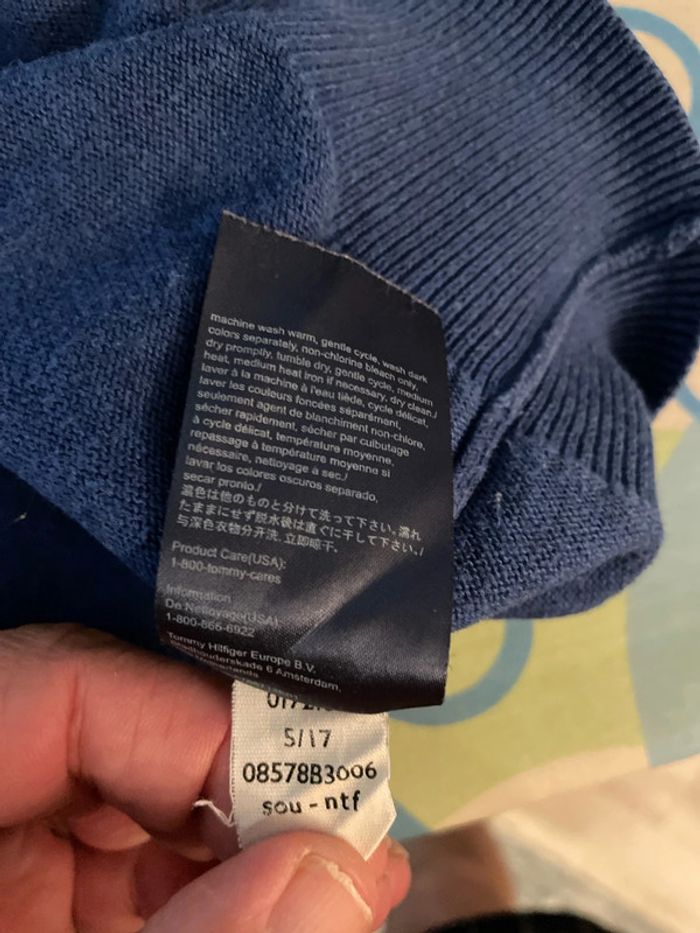 machine wash warm, gentle cycle, wash dark
colors separately, non-chlorine bleach only,
dry promptly, tumble dry, gentle cycle, medium
heat, medium heat iron if necessary, dry clean./
laver à la machine à l'eau tiède, cycle délicat,
laver les couleurs foncées séparément,
seulement agent de blanchiment non-chlore,
sécher rapidement, sécher par culbutage
à cycle délicat, température moyenne,
repassage à température moyenne si
nécessaire, nettoyage a sec./
lavar los colores oscuros separado,
secar pronto./
濃色は他のものと分けて洗って下さい。濡れ
たままにせず脱水後は直ぐに干して下さい。/
与深色衣物分开洗.立即晾干。
Product Care(USA):
1-800-tommy-cares
Information
De Nettoyage(USA)
1-800-866-6922
Tommy Hilfiger Europe B.V.
Stadhouderskade 6 Amsterdam,
5/17
08578B3006
sou - ntf